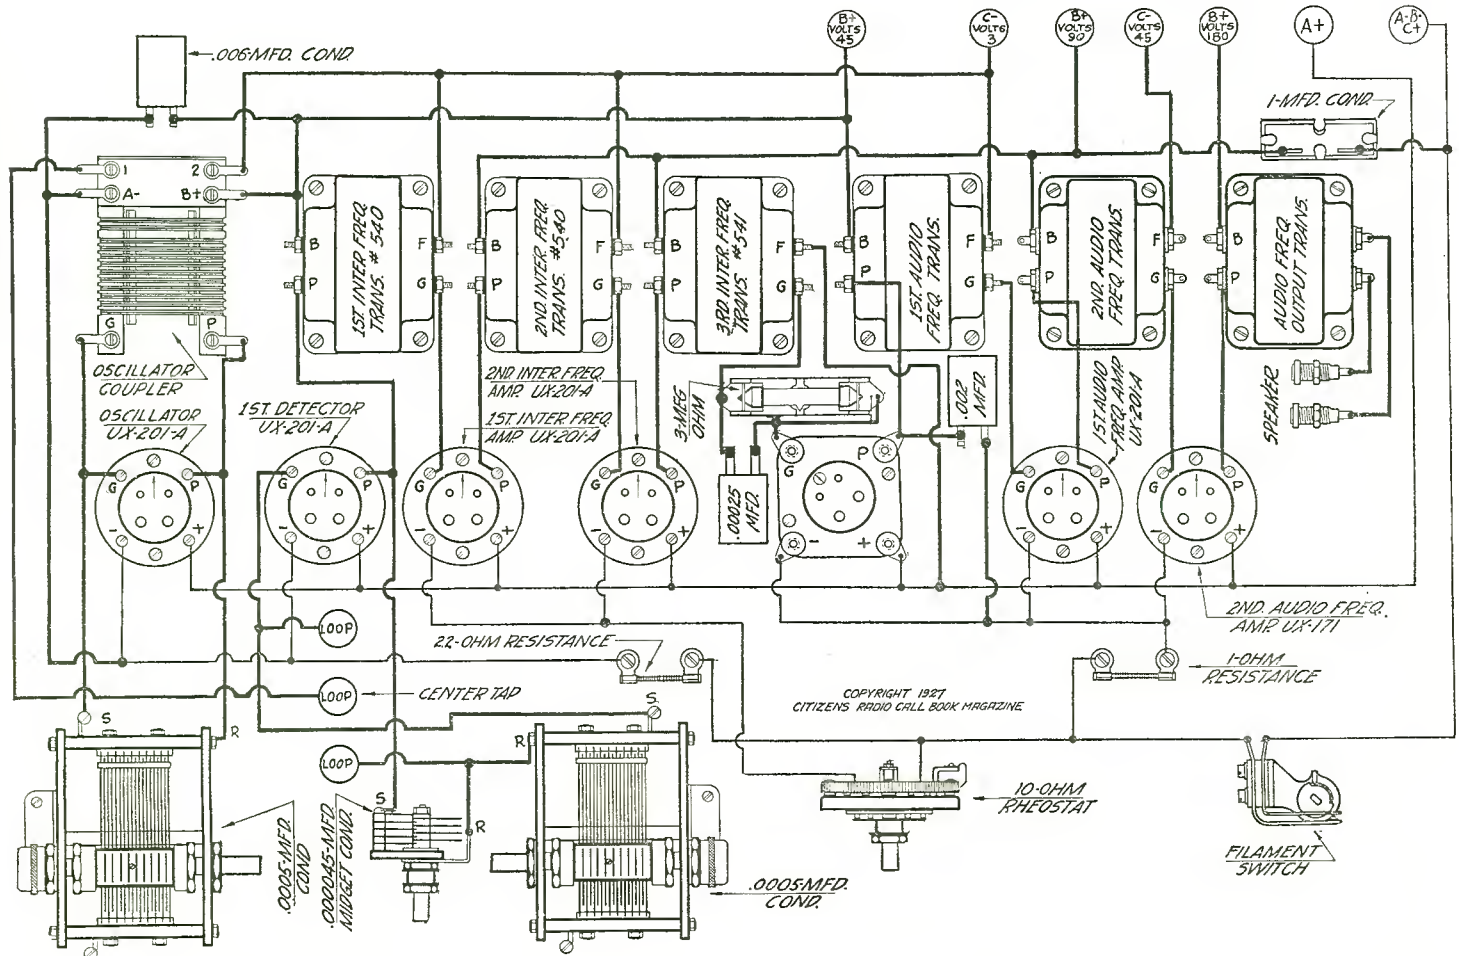 B+
VOLTS
45
C-
VOLTS
3
B+
VOLTS
90
C-
VOLTS
45
B+
VOLTS
180
A+
A-B-
C+
.006-MFD. COND.
1-MFD. COND.
1
2
A-
B+
G
P
OSCILLATOR
COUPLER
B
F
P
G
1ST INTER FREQ.
TRANS. # 540
B
P
G
2ND. INTER FREQ.
TRANS. #540
B
F
P
G
3RD. INTER. FREQ.
TRANS. #541
B
F
P
G
1ST. AUDIO
FREQ. TRANS.
B
F
P
G
2ND. AUDIO
FREQ. TRANS.
B
P
AUDIO FREQ.
OUTPUT TRANS.
OSCILLATOR
UX-201-A
1ST. DETECTOR
UX-201-A
2ND. INTER FREQ.
AMP. UX-201-A
1ST. INTER FREQ.
AMP. UX-201-A
3-MEG
OHM
.002
MFD.
1ST AUDIO
FREQ. AMP.
UX-201-A
SPEAKER
G
P
-
+
G
P
-
+
G
P
-
+
G
P
-
+
.00025
MFD.
G
P
-
+
G
P
-
+
G
P
-
+
2ND. AUDIO FREQ.
AMP. UX-171
LOOP
2.2-OHM RESISTANCE
1-OHM
RESISTANCE
LOOP
CENTER TAP
COPYRIGHT 1927
CITIZENS RADIO CALL BOOK MAGAZINE
S
R
S.
R
LOOP
S
R
10-OHM
RHEOSTAT
FILAMENT
SWITCH
.0005-MFD.
COND
.000045-MFD.
MIDGET COND.
.0005-MFD.
COND.